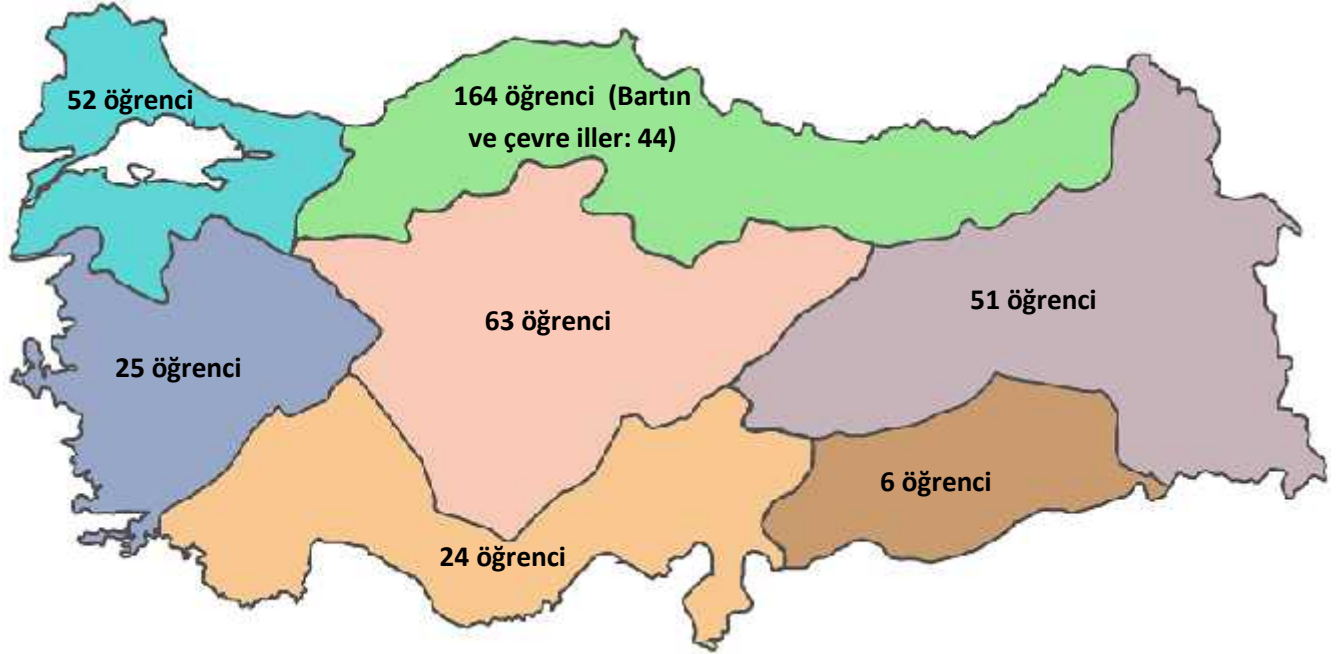 52 öğrenci
164 öğrenci (Bartın
ve çevre iller: 44)
51 öğrenci
63 öğrenci
25 öğrenci
6 öğrenci
24 öğrenci